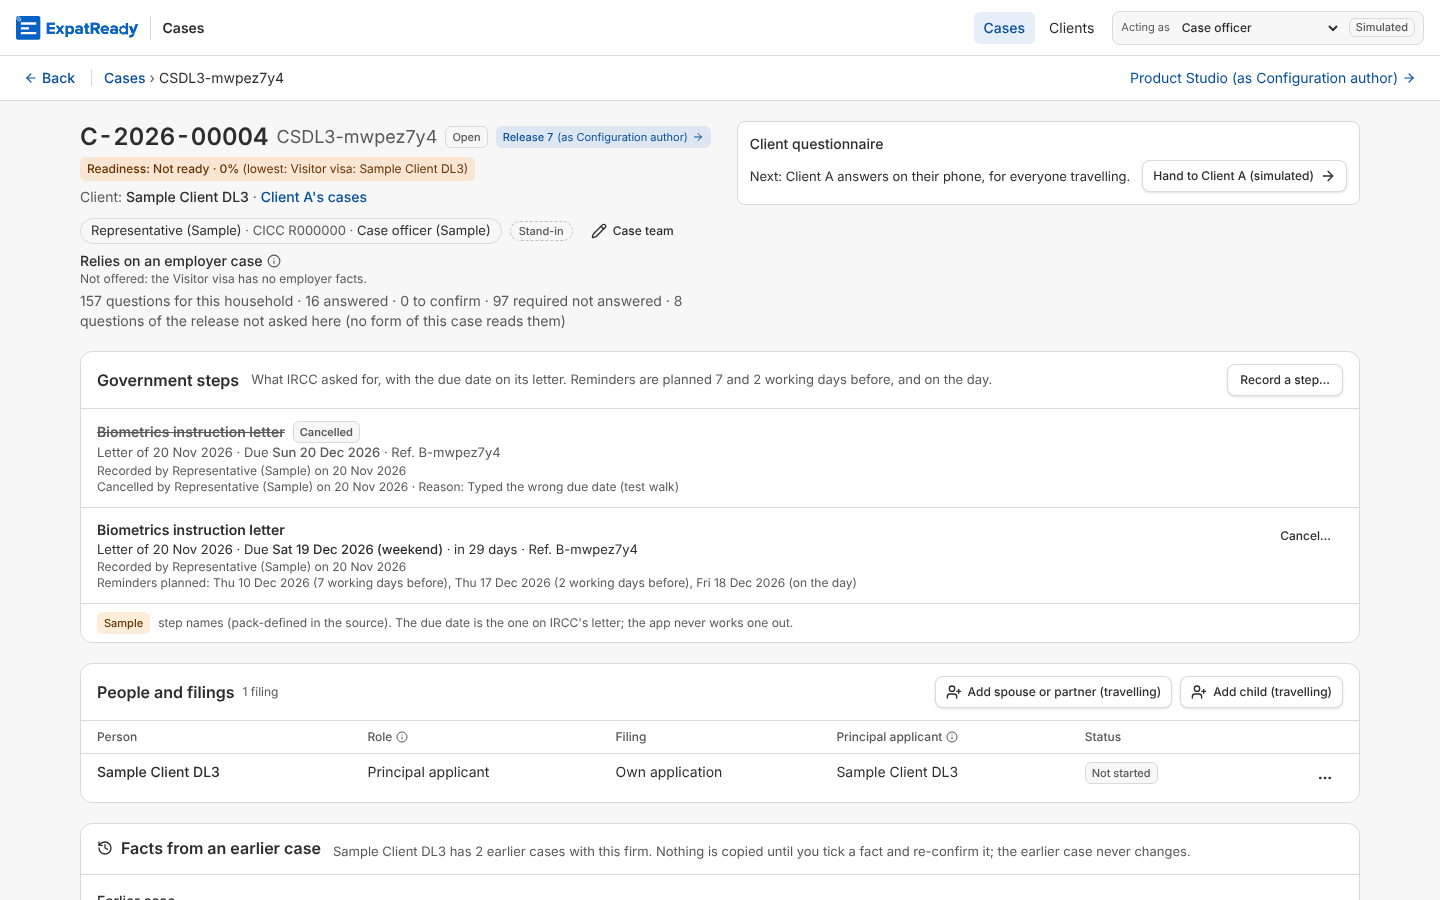 ExpatReady
Cases
Cases
Clients
Acting as Case officer Simulated
Back
Cases › CSDL3-mwpez7y4
Product Studio (as Configuration author) →
C-2026-00004 CSDL3-mwpez7y4 Open Release 7 (as Configuration author) →
Readiness: Not ready · 0% (lowest: Visitor visa: Sample Client DL3)
Client: Sample Client DL3 · Client A's cases
Representative (Sample) · CICC R000000 · Case officer (Sample) Stand-in Case team
Relies on an employer case
Not offered: the Visitor visa has no employer facts.
157 questions for this household · 16 answered · 0 to confirm · 97 required not answered · 8
questions of the release not asked here (no form of this case reads them)
Client questionnaire
Next: Client A answers on their phone, for everyone travelling. Hand to Client A (simulated) →
Government steps What IRCC asked for, with the due date on its letter. Reminders are planned 7 and 2 working days before, and on the day. Record a step...
Biometrics instruction letter Cancelled
Letter of 20 Nov 2026 · Due Sun 20 Dec 2026 · Ref. B-mwpez7y4
Recorded by Representative (Sample) on 20 Nov 2026
Cancelled by Representative (Sample) on 20 Nov 2026 · Reason: Typed the wrong due date (test walk)
Biometrics instruction letter Cancel...
Letter of 20 Nov 2026 · Due Sat 19 Dec 2026 (weekend) · in 29 days · Ref. B-mwpez7y4
Recorded by Representative (Sample) on 20 Nov 2026
Reminders planned: Thu 10 Dec 2026 (7 working days before), Thu 17 Dec 2026 (2 working days before), Fri 18 Dec 2026 (on the day)
Sample step names (pack-defined in the source). The due date is the one on IRCC's letter; the app never works one out.
People and filings 1 filing Add spouse or partner (travelling) Add child (travelling)
Person Role Filing Principal applicant Status
Sample Client DL3 Principal applicant Own application Sample Client DL3 Not started ...
Facts from an earlier case Sample Client DL3 has 2 earlier cases with this firm. Nothing is copied until you tick a fact and re-confirm it; the earlier case never changes.